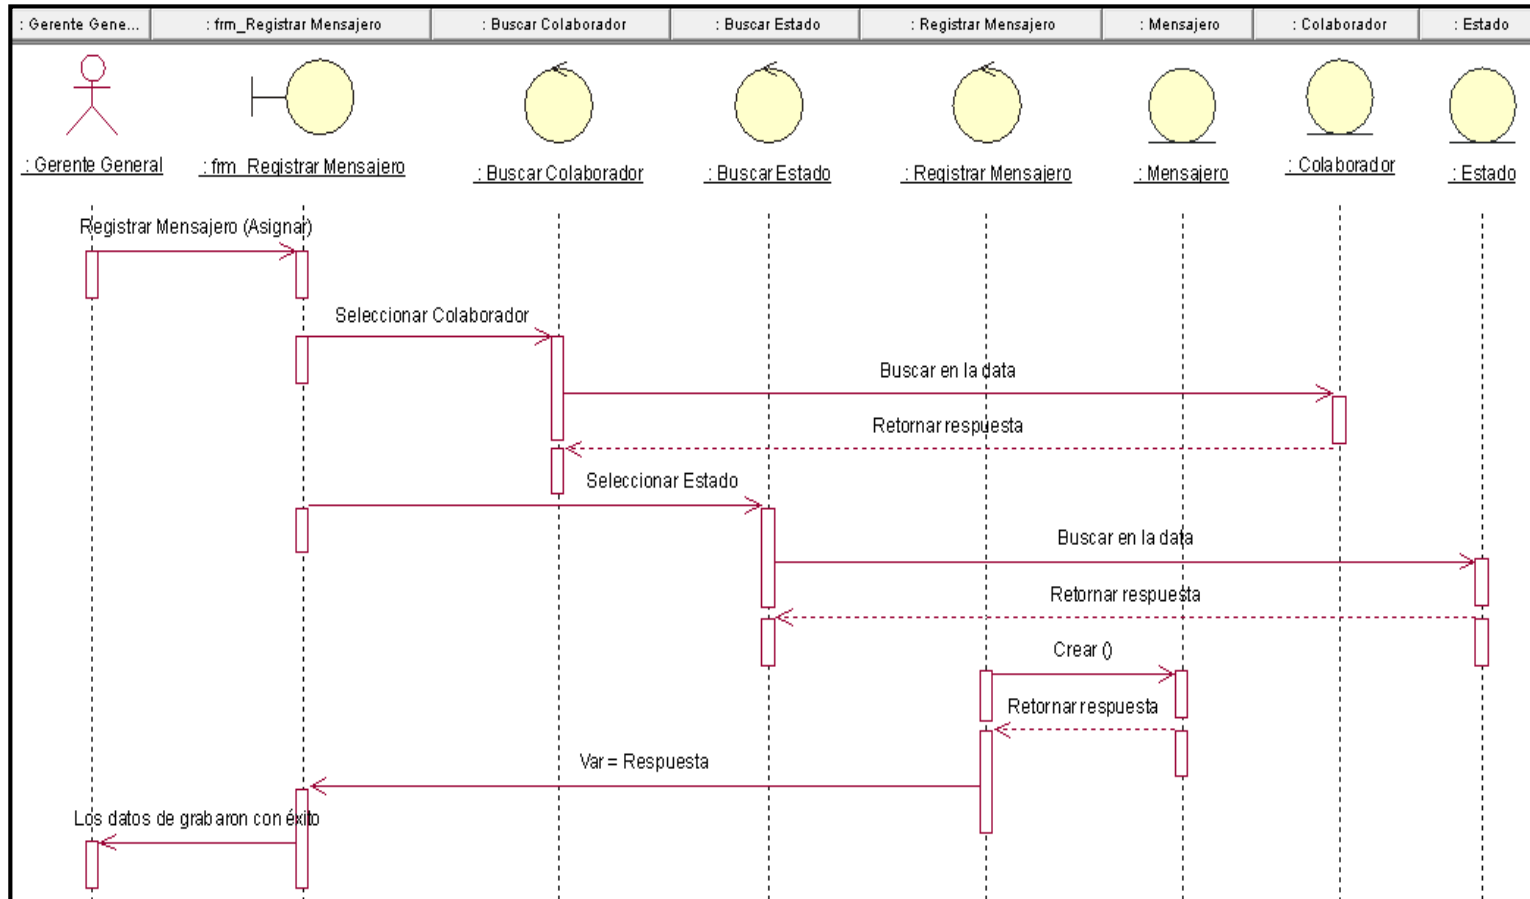 : Gerente Gene...
: frm_Registrar Mensajero
: Buscar Colaborador
: Buscar Estado
: Registrar Mensajero
: Mensajero
: Colaborador
: Estado
: Gerente General
: frm_Registrar Mensajero
: Buscar Colaborador
: Buscar Estado
: Registrar Mensajero
: Mensajero
: Colaborador
: Estado
Registrar Mensajero (Asignar)
Seleccionar Colaborador
Buscar en la data
Retornar respuesta
Seleccionar Estado
Buscar en la data
Retornar respuesta
Crear ()
Retornar respuesta
Var = Respuesta
Los datos de grabaron con éxito